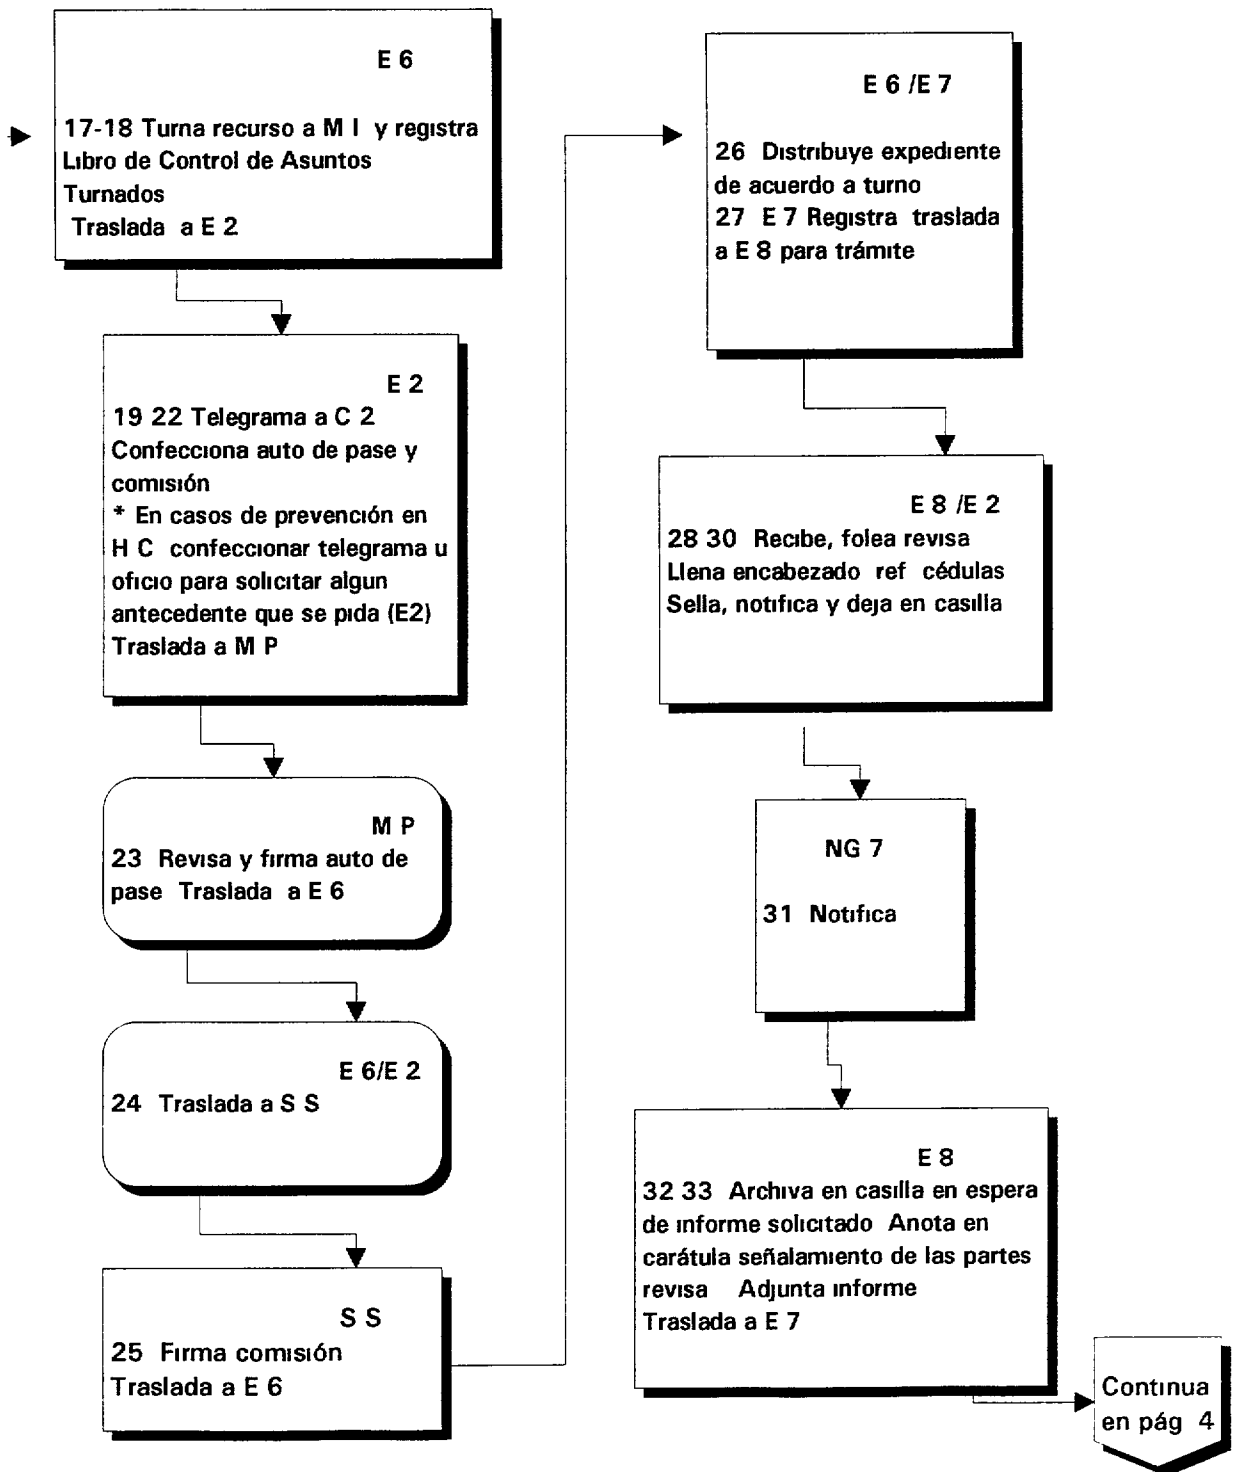 E 6
17-18 Turna recurso a M I y registra
Libro de Control de Asuntos
Turnados
Traslada a E 2
E 2
19 22 Telegrama a C 2
Confecciona auto de pase y
comisión
* En casos de prevención en
H C confeccionar telegrama u
oficio para solicitar algun
antecedente que se pida (E2)
Traslada a M P
M P
23 Revisa y firma auto de
pase Traslada a E 6
E 6/E 2
24 Traslada a S S
S S
25 Firma comisión
Traslada a E 6
E 6 /E 7
26 Distribuye expediente
de acuerdo a turno
27 E 7 Registra traslada
a E 8 para trámite
E 8 /E 2
28 30 Recibe, folea revisa
Llena encabezado ref cédulas
Sella, notifica y deja en casilla
NG 7
31 Notifica
E 8
32 33 Archiva en casilla en espera
de informe solicitado Anota en
carátula señalamiento de las partes
revisa Adjunta informe
Traslada a E 7
Continua
en pág 4